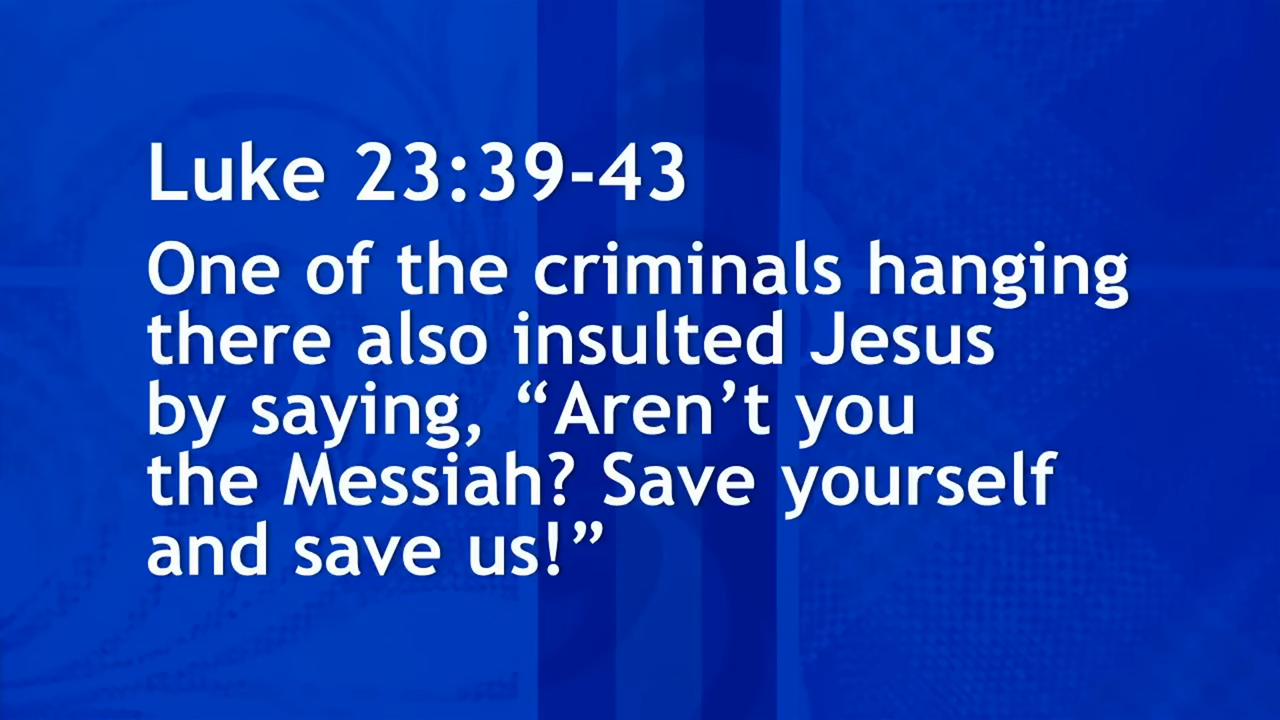 Luke 23:39-43
One of the criminals hanging
there also insulted Jesus
by saying, “Aren’t you
the Messiah? Save yourself
and save us!”